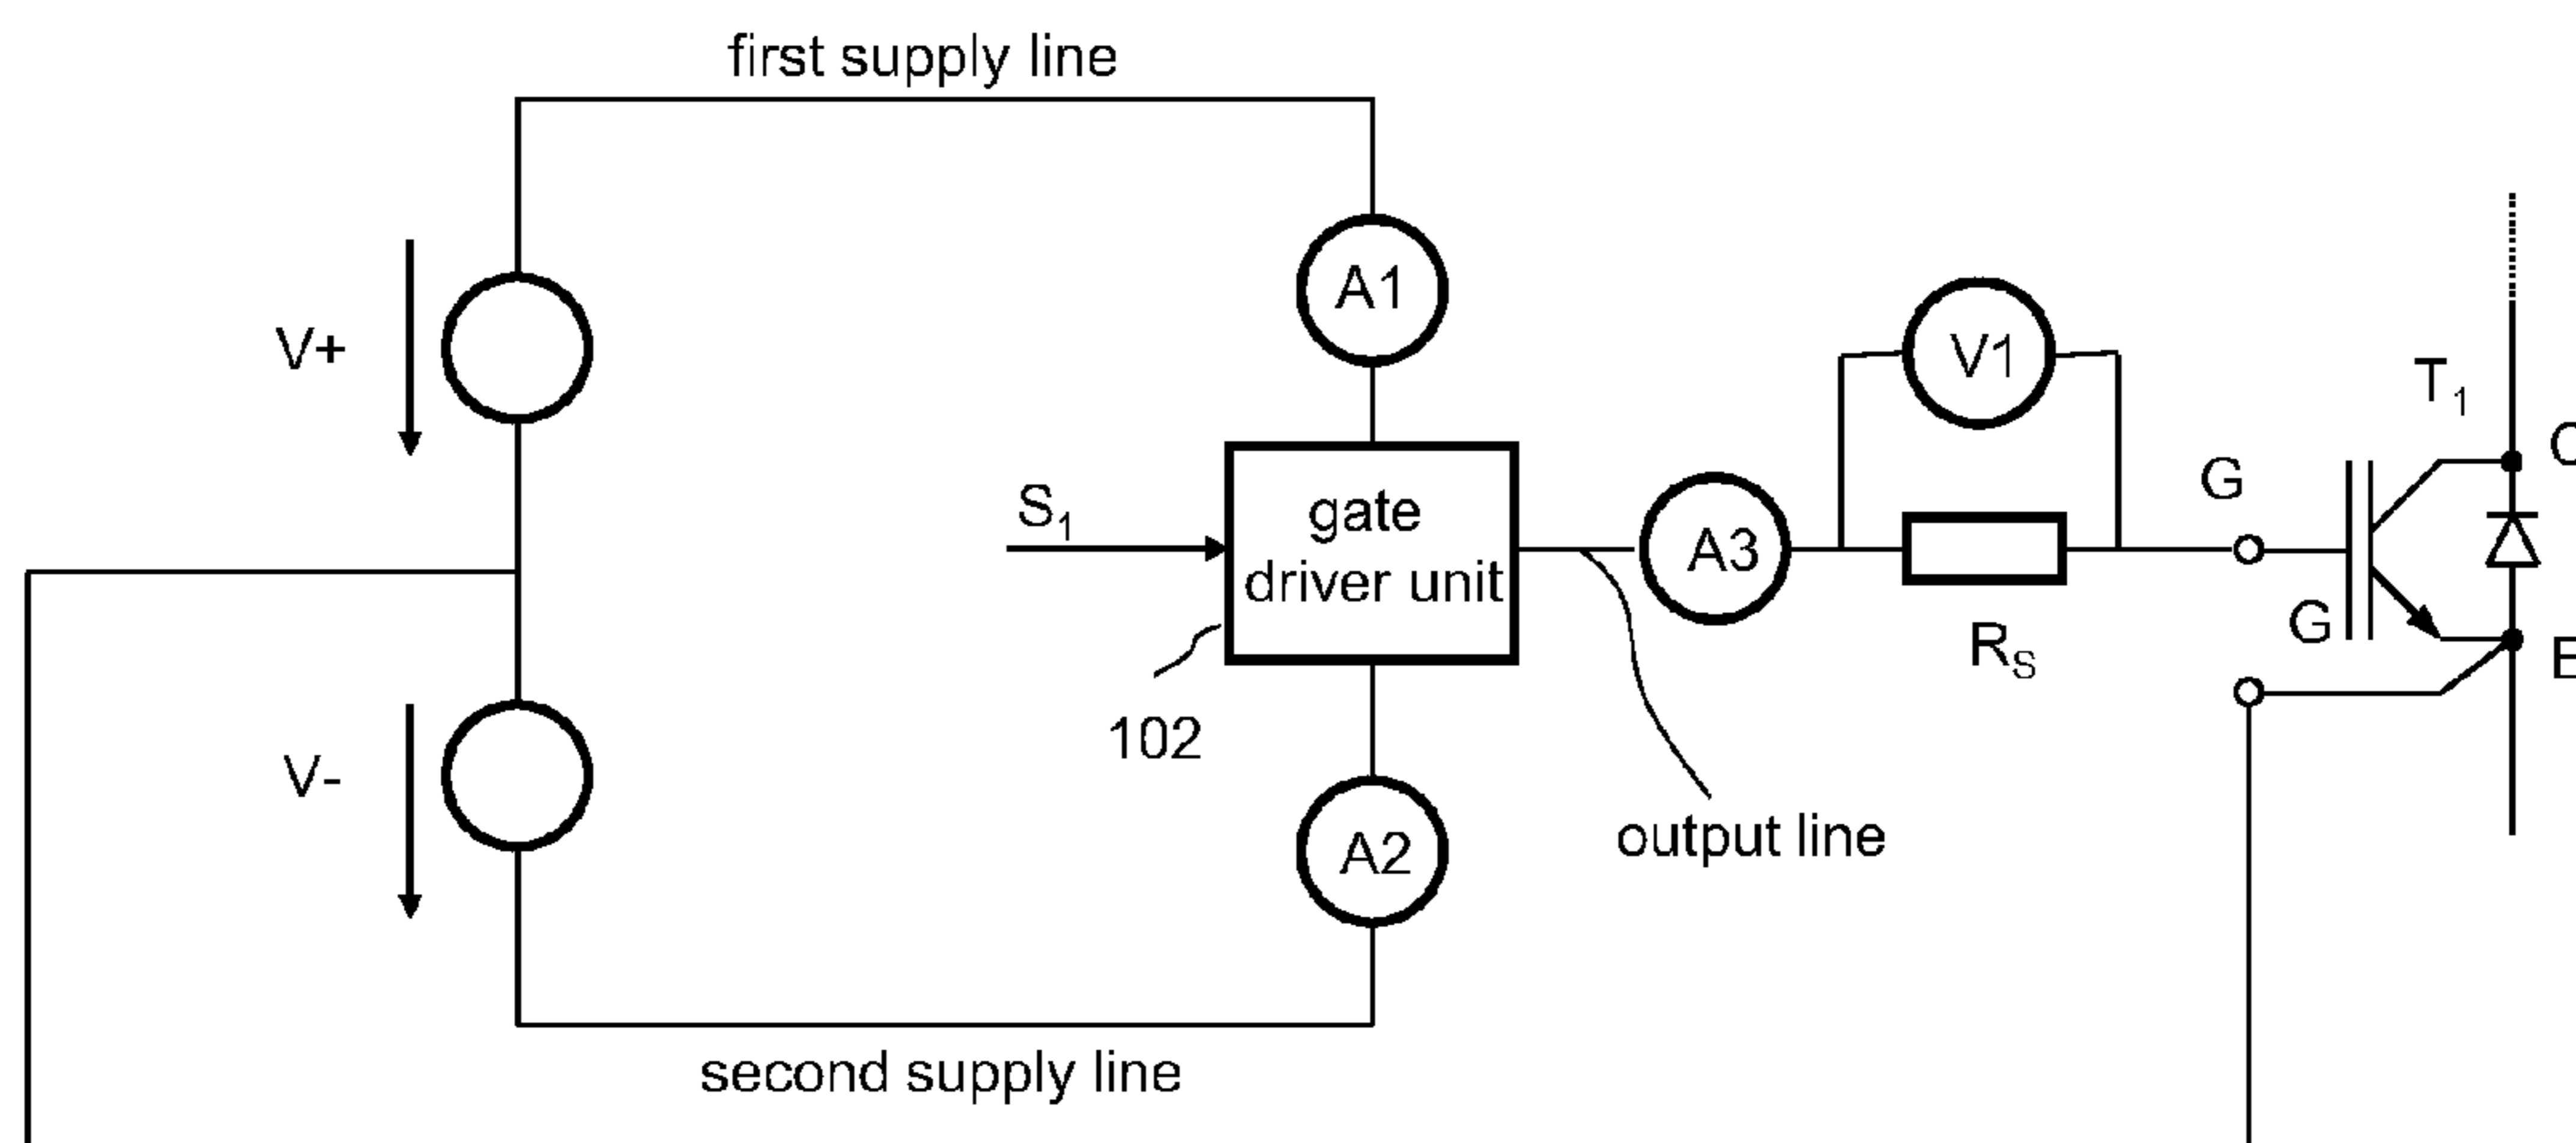 first supply line
V+
A1
V1
T1
C
G
S1
gate
driver unit
A3
G
RS
E
102
V-
output line
A2
second supply line